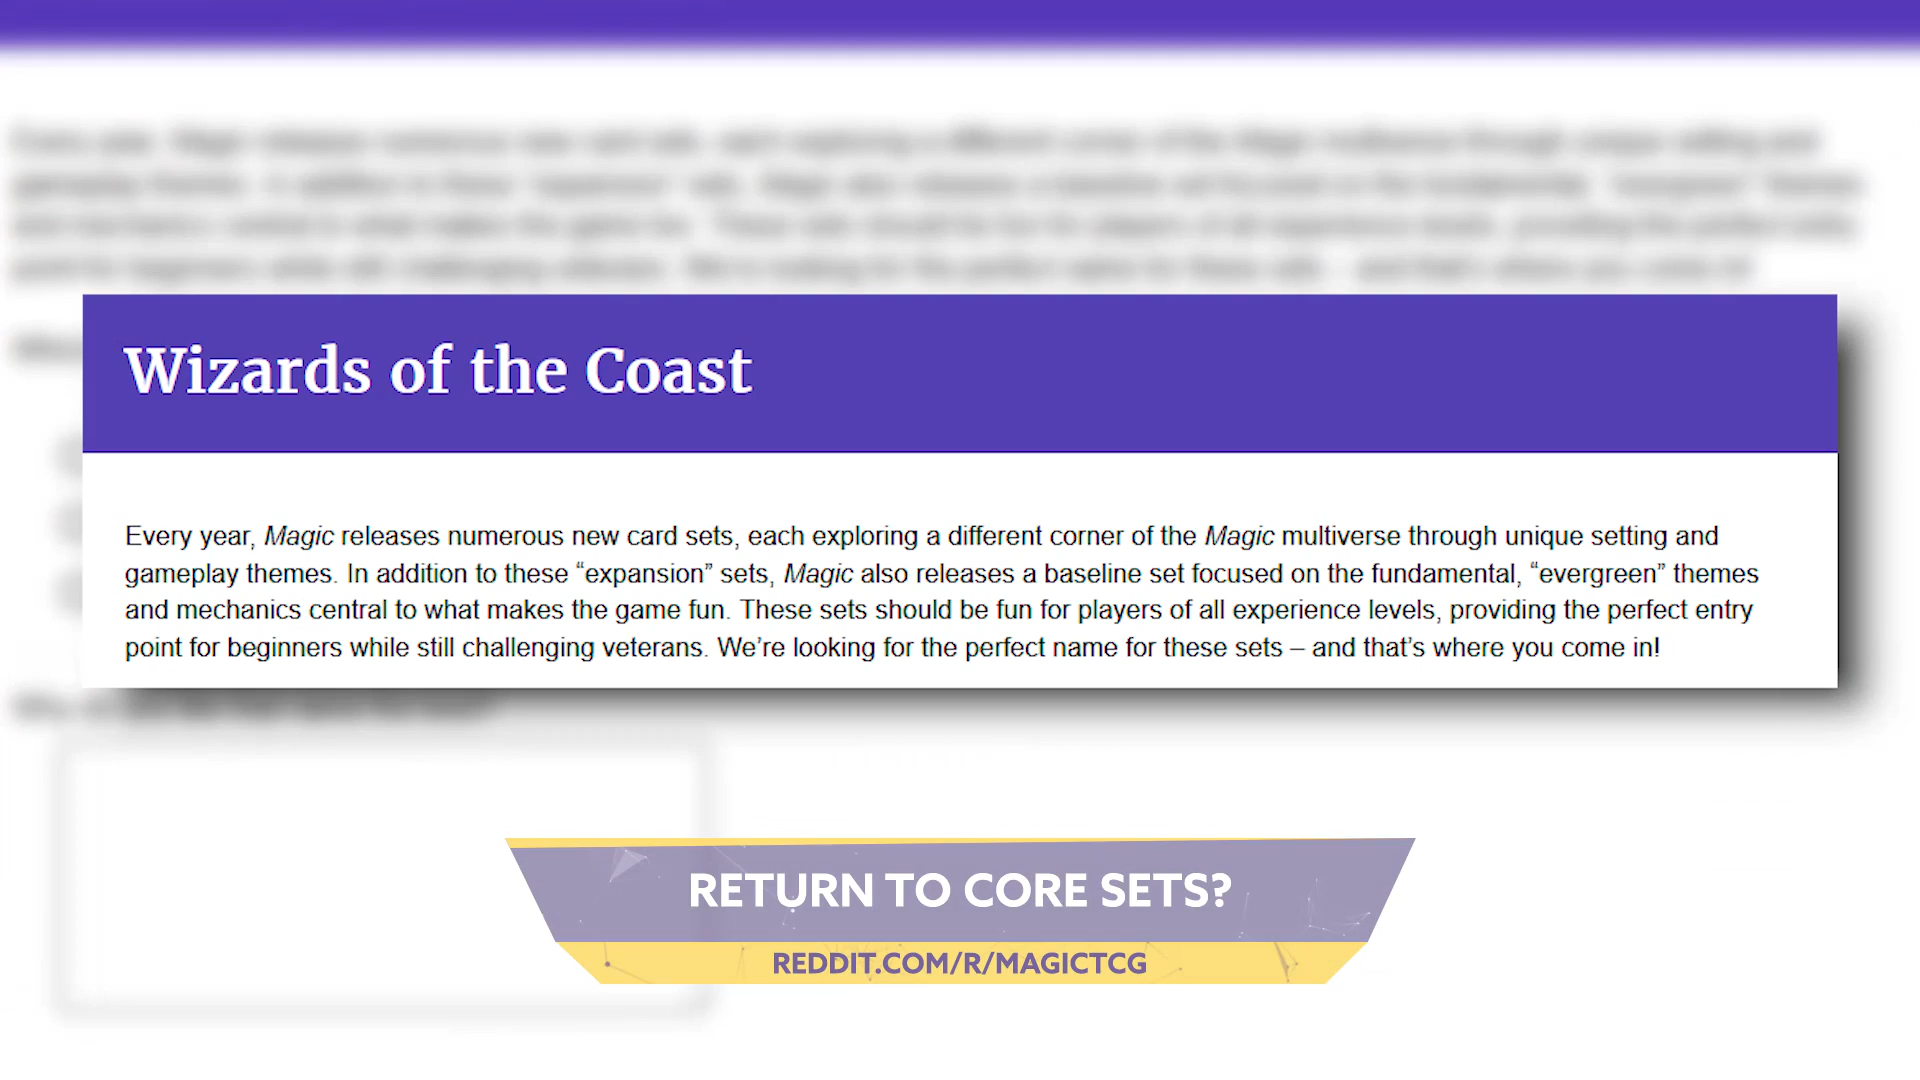 Wizards of the Coast
Every year, Magic releases numerous new card sets, each exploring a different corner of the Magic multiverse through unique setting and
gameplay themes. In addition to these “expansion” sets, Magic also releases a baseline set focused on the fundamental, “evergreen” themes
and mechanics central to what makes the game fun. These sets should be fun for players of all experience levels, providing the perfect entry
point for beginners while still challenging veterans. We’re looking for the perfect name for these sets – and that’s where you come in!
RETURN TO CORE SETS?
REDDIT.COM/R/MAGICTCG